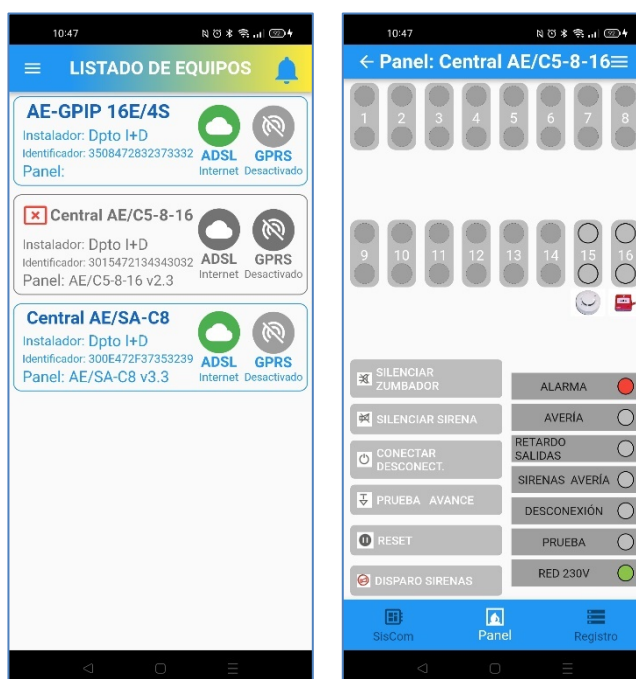 10:47
LISTADO DE EQUIPOS
AE-GPIP 16E/4S
Instalador: Dpto I+D
Identificador: 3508472832373332
Panel:
ADSL
Internet
GPRS
Desactivado
Central AE/C5-8-16
Instalador: Dpto I+D
Identificador: 3015472134343032
Panel: AE/C5-8-16 v2.3
ADSL
Internet
GPRS
Desactivado
Central AE/SA-C8
Instalador: Dpto I+D
Identificador: 300E472F37353239
Panel: AE/SA-C8 v3.3
ADSL
Internet
GPRS
Desactivado
10:47
Panel: Central AE/C5-8-16
1 2 3 4 5 6 7 8
9 10 11 12 13 14 15 16
SILENCIAR
ZUMBADOR
SILENCIAR SIRENA
CONECTAR
DESCONECT.
PRUEBA AVANCE
RESET
DISPARO SIRENAS
ALARMA
AVERÍA
RETARDO
SALIDAS
SIRENAS AVERÍA
DESCONEXIÓN
PRUEBA
RED 230V
SisCom
Panel
Registro